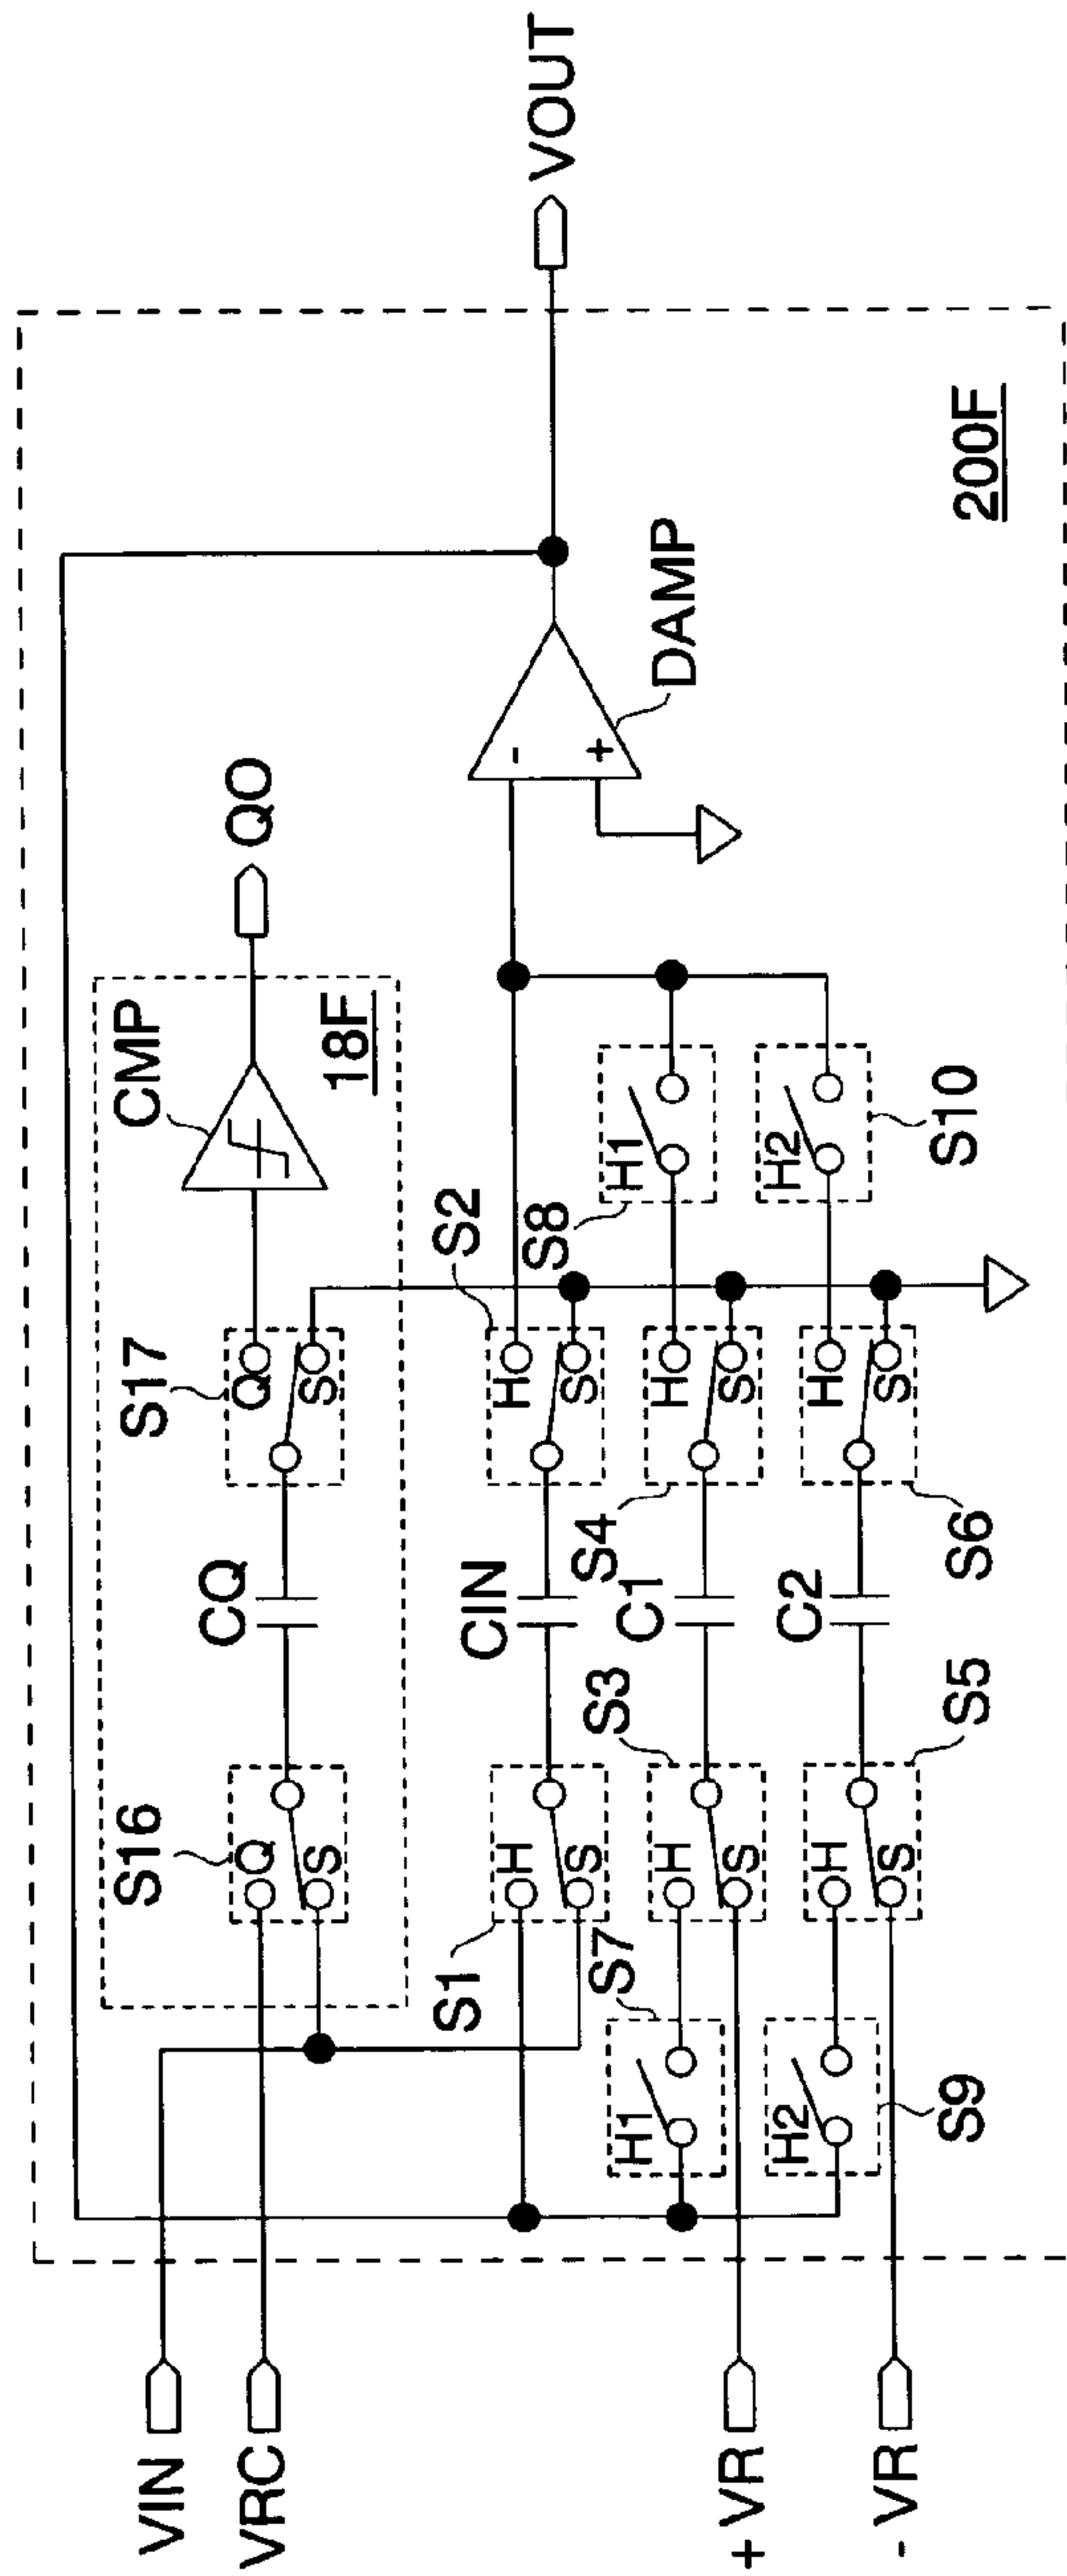 VIN
VRC
+ VR
- VR
S16
Q
S
CQ
S17
Q
S
CMP
18F
QO
S1
H
S
CIN
S2
H
S
S7
H1
S3
H
S
C1
S4
H
S
S8
H1
H2
S9
H
S
S5
C2
H
S
S6
H2
S10
-
+
DAMP
VOUT
200F